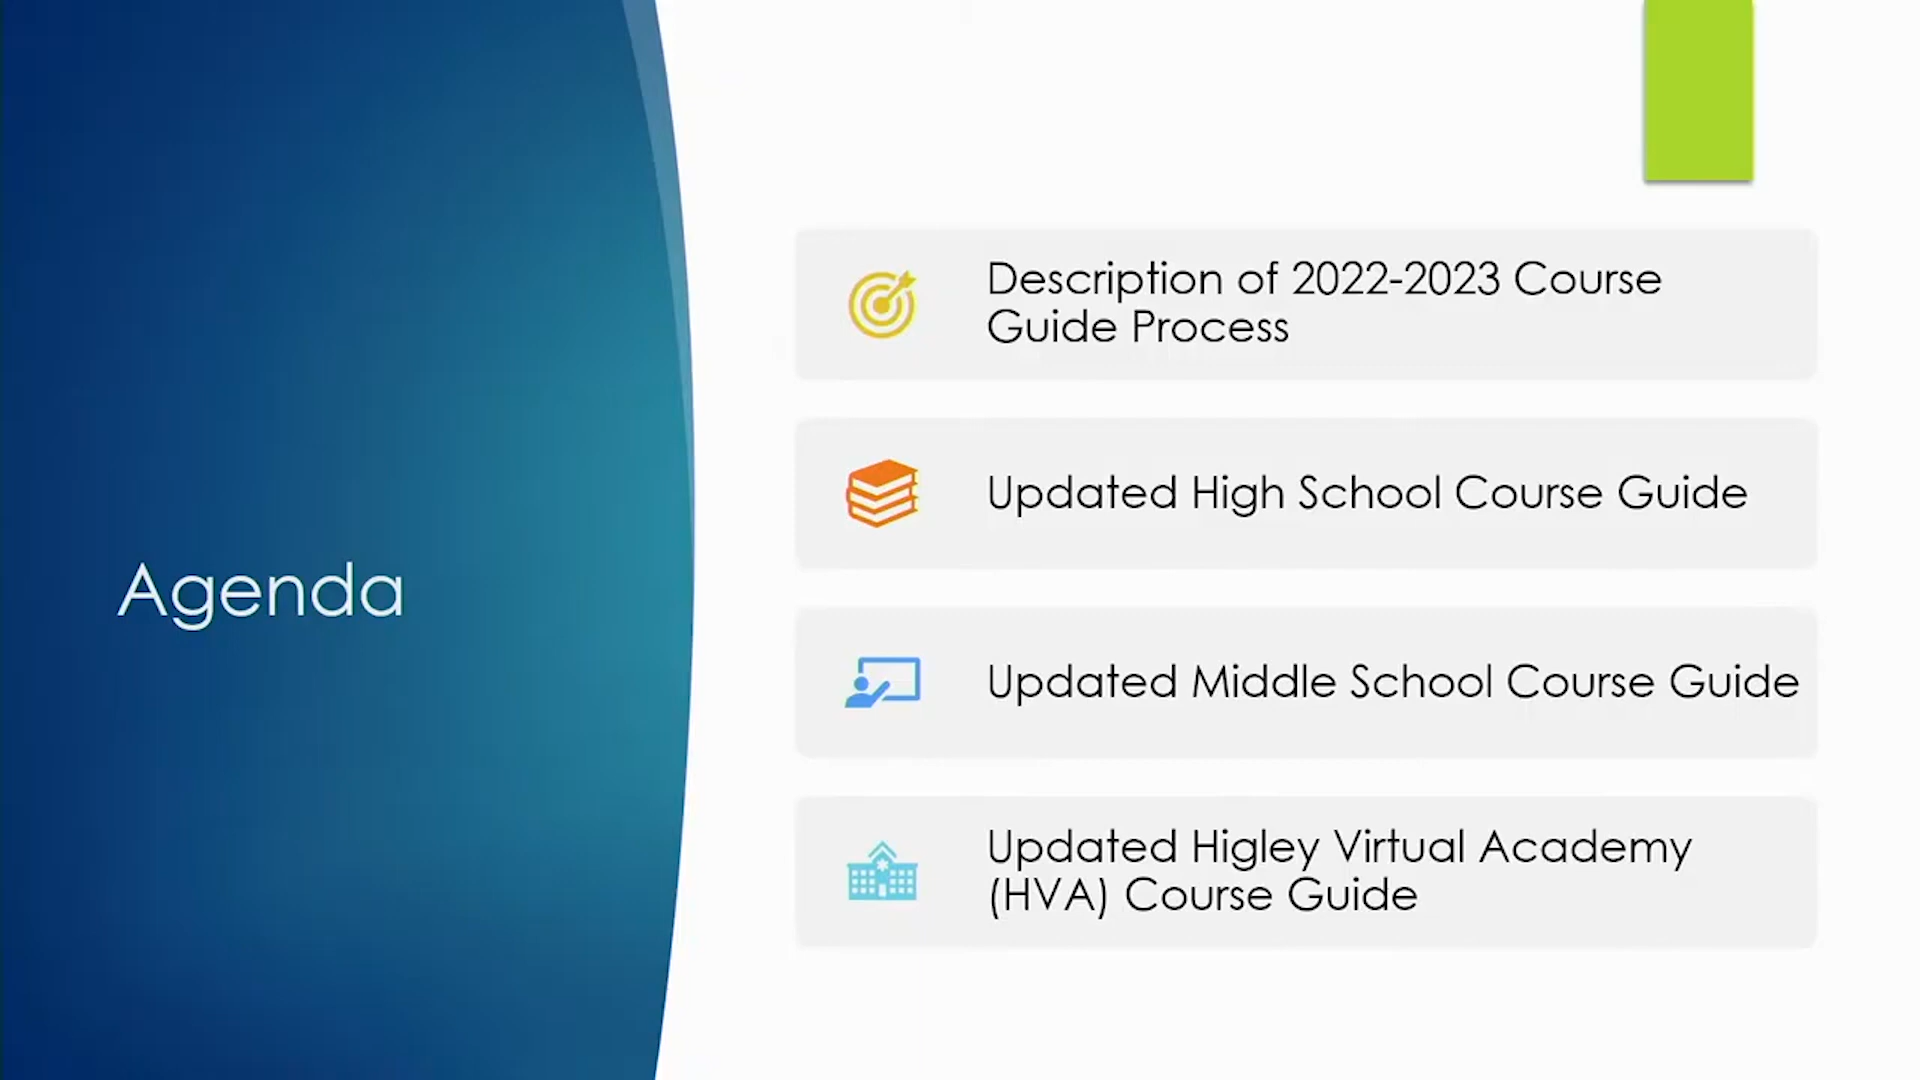 Agenda
Description of 2022-2023 Course
Guide Process
Updated High School Course Guide
Updated Middle School Course Guide
Updated Higley Virtual Academy
(HVA) Course Guide